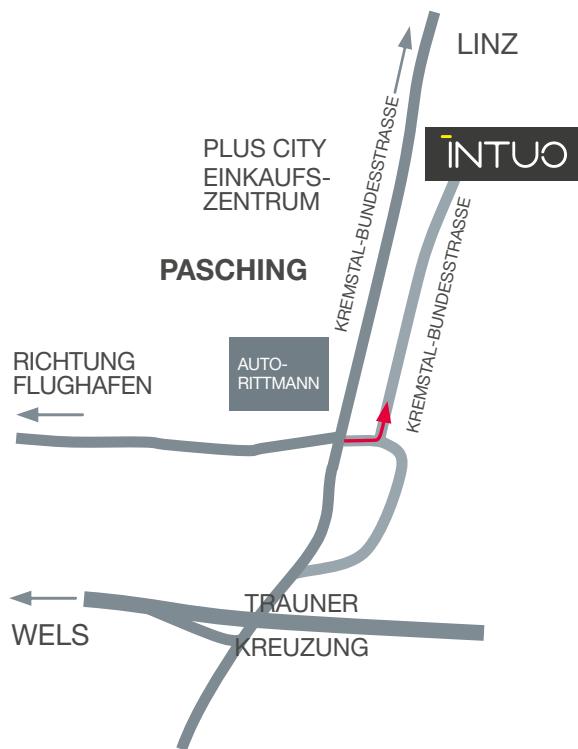 LINZ
KREMSTAL-BUNDESSTRASSE
INTUO
PLUS CITY
EINKAUFS-
ZENTRUM
KREMSTAL-BUNDESSTRASSE
PASCHING
AUTO-
RITTMANN
RICHTUNG
FLUGHAFEN
TRAUNER
WELS
KREUZUNG